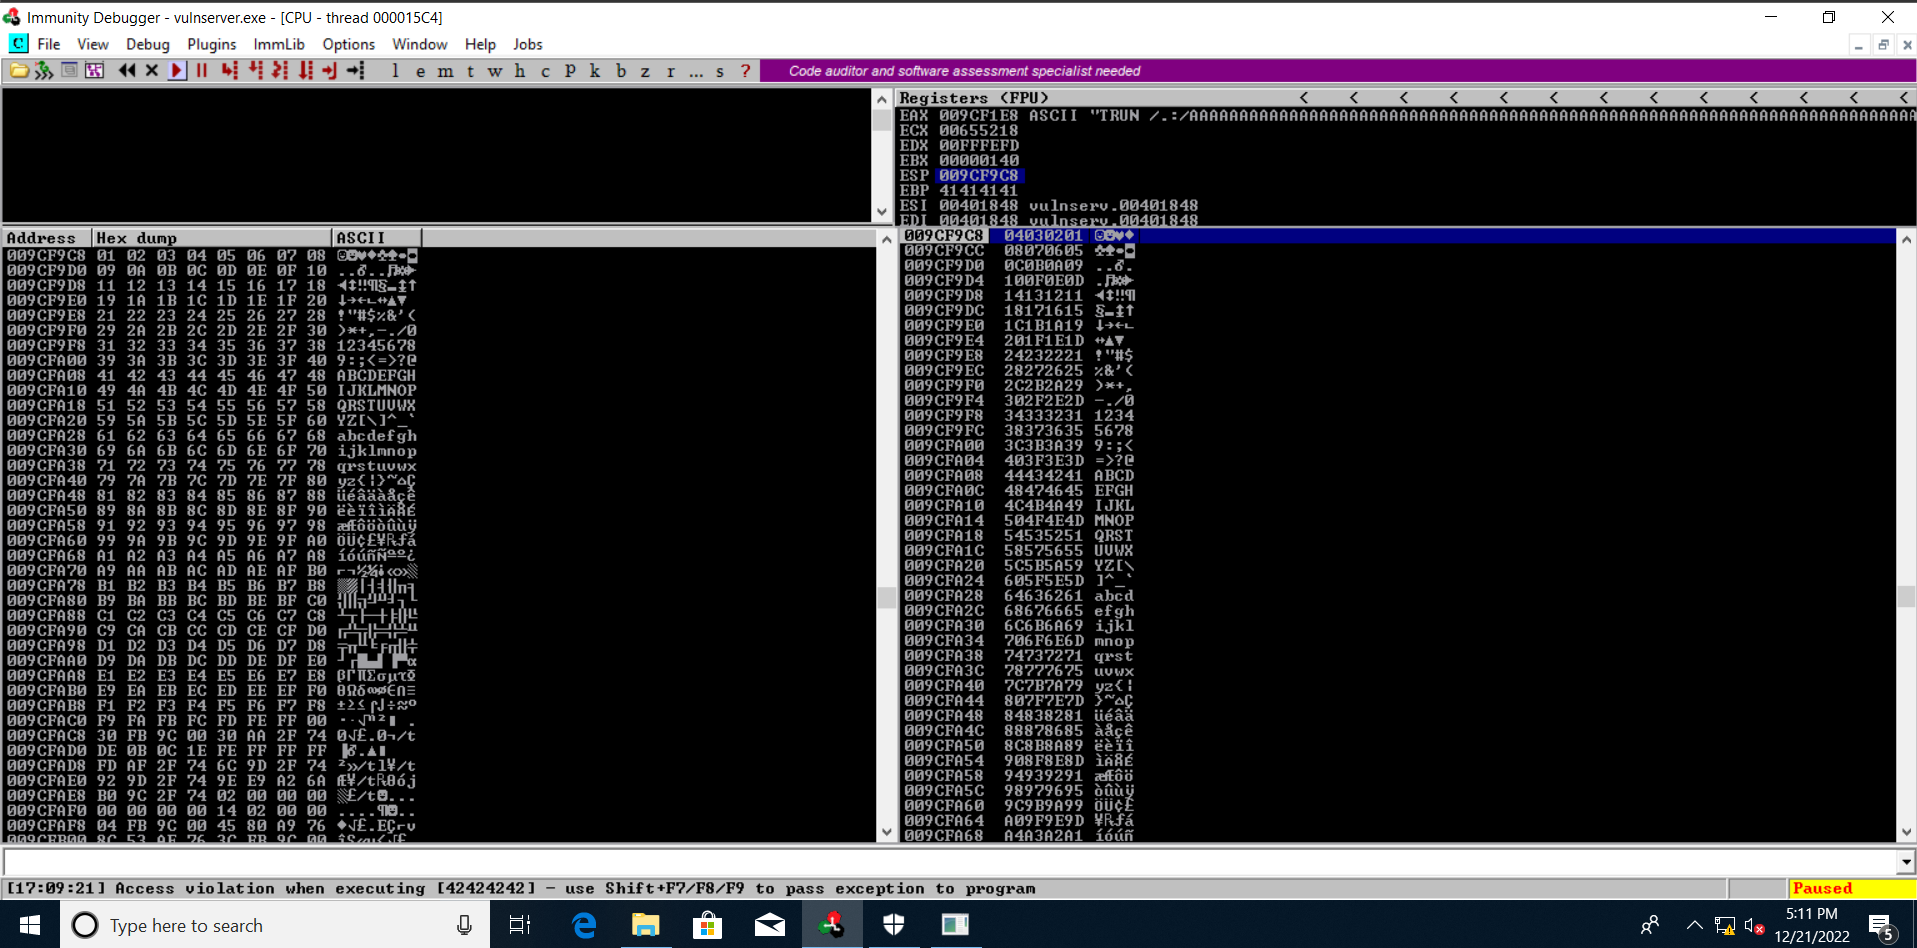 Immunity Debugger - vulnserver.exe - [CPU - thread 000015C4]
File View Debug Plugins ImmLib Options Window Help Jobs
l e m t w h c P k b z r ... s ?
Code auditor and software assessment specialist needed
Registers (FPU)
EAX 009CF1E8 ASCII "TRUN /.:/AAAAAAAAAAAAAAAAAAAAAAAAAAAAAAAAAAAAAAAAAAAAAAAAAAAAAAAAAAAAAAAAAAAAAAAA
ECX 00655218
EDX 00FFFEFD
EBX 00000140
ESP 009CF9C8
EBP 41414141
ESI 00401848 vulnserv.00401848
EDI 00401848 vulnserv.00401848
Address Hex dump ASCII
009CF9C8 01 02 03 04 05 06 07 08
009CF9D0 09 0A 0B 0C 0D 0E 0F 10
009CF9D8 11 12 13 14 15 16 17 18
009CF9E0 19 1A 1B 1C 1D 1E 1F 20
009CF9E8 21 22 23 24 25 26 27 28 !"#$%&'(
009CF9F0 29 2A 2B 2C 2D 2E 2F 30 )*+,-./0
009CF9F8 31 32 33 34 35 36 37 38 12345678
009CFA00 39 3A 3B 3C 3D 3E 3F 40 9:;<=>?@
009CFA08 41 42 43 44 45 46 47 48 ABCDEFGH
009CFA10 49 4A 4B 4C 4D 4E 4F 50 IJKLMNOP
009CFA18 51 52 53 54 55 56 57 58 QRSTUVWX
009CFA20 59 5A 5B 5C 5D 5E 5F 60 YZ[\]^_`
009CFA28 61 62 63 64 65 66 67 68 abcdefgh
009CFA30 69 6A 6B 6C 6D 6E 6F 70 ijklmnop
009CFA38 71 72 73 74 75 76 77 78 qrstuvwx
009CFA40 79 7A 7B 7C 7D 7E 7F 80 yz{|}~⌂Ç
009CFA48 81 82 83 84 85 86 87 88 üéâäàåçê
009CFA50 89 8A 8B 8C 8D 8E 8F 90 ëèïîìÄÅÉ
009CFA58 91 92 93 94 95 96 97 98 æÆôöòûùÿ
009CFA60 99 9A 9B 9C 9D 9E 9F A0 ÖÜ¢£¥₧ƒá
009CFA68 A1 A2 A3 A4 A5 A6 A7 A8 íóúñÑªº¿
009CFA70 A9 AA AB AC AD AE AF B0
009CFA78 B1 B2 B3 B4 B5 B6 B7 B8
009CFA80 B9 BA BB BC BD BE BF C0
009CFA88 C1 C2 C3 C4 C5 C6 C7 C8
009CFA90 C9 CA CB CC CD CE CF D0
009CFA98 D1 D2 D3 D4 D5 D6 D7 D8
009CFAA0 D9 DA DB DC DD DE DF E0
009CFAA8 E1 E2 E3 E4 E5 E6 E7 E8 βΓπΣσµτΦ
009CFAB0 E9 EA EB EC ED EE EF F0 θΩδ∞ø∈∩≡
009CFAB8 F1 F2 F3 F4 F5 F6 F7 F8 ±≥≤⌠⌡÷≈°
009CFAC0 F9 FA FB FC FD FE FF 00
009CFAC8 30 FB 9C 00 30 AA 2F 74 0√£.0¬/t
009CFAD0 DE 0B 0C 1E FE FF FF FF
009CFAD8 FD AF 2F 74 6C 9D 2F 74 ²»/tl¥/t
009CFAE0 92 9D 2F 74 9E E9 A2 6A Æ¥/t₧θój
009CFAE8 B0 9C 2F 74 02 00 00 00
009CFAF0 00 00 00 00 14 02 00 00
009CFAF8 04 FB 9C 00 45 80 A9 76 ♦√£.EÇ⌐v
009CFB00 8C 53 AF 76 3C FB 9C 00
009CF9C8 04030201
009CF9CC 08070605
009CF9D0 0C0B0A09
009CF9D4 100F0E0D
009CF9D8 14131211
009CF9DC 18171615
009CF9E0 1C1B1A19
009CF9E4 201F1E1D
009CF9E8 24232221 !"#$
009CF9EC 28272625 %&'(
009CF9F0 2C2B2A29 )*+,
009CF9F4 302F2E2D -./0
009CF9F8 34333231 1234
009CF9FC 38373635 5678
009CFA00 3C3B3A39 9:;<
009CFA04 403F3E3D =>?@
009CFA08 44434241 ABCD
009CFA0C 48474645 EFGH
009CFA10 4C4B4A49 IJKL
009CFA14 504F4E4D MNOP
009CFA18 54535251 QRST
009CFA1C 58575655 UVWX
009CFA20 5C5B5A59 YZ[\
009CFA24 605F5E5D ]^_`
009CFA28 64636261 abcd
009CFA2C 68676665 efgh
009CFA30 6C6B6A69 ijkl
009CFA34 706F6E6D mnop
009CFA38 74737271 qrst
009CFA3C 78777675 uvwx
009CFA40 7C7B7A79 yz{|
009CFA44 807F7E7D }~⌂Ç
009CFA48 84838281 üéâä
009CFA4C 88878685 àåçê
009CFA50 8C8B8A89 ëèïî
009CFA54 908F8E8D ìÄÅÉ
009CFA58 94939291 æÆôö
009CFA5C 98979695 òûùÿ
009CFA60 9C9B9A99 ÖÜ¢£
009CFA64 A09F9E9D ¥₧ƒá
009CFA68 A4A3A2A1 íóúñ
[17:09:21] Access violation when executing [42424242] - use Shift+F7/F8/F9 to pass exception to program
Paused
Type here to search
5:11 PM
12/21/2022
5